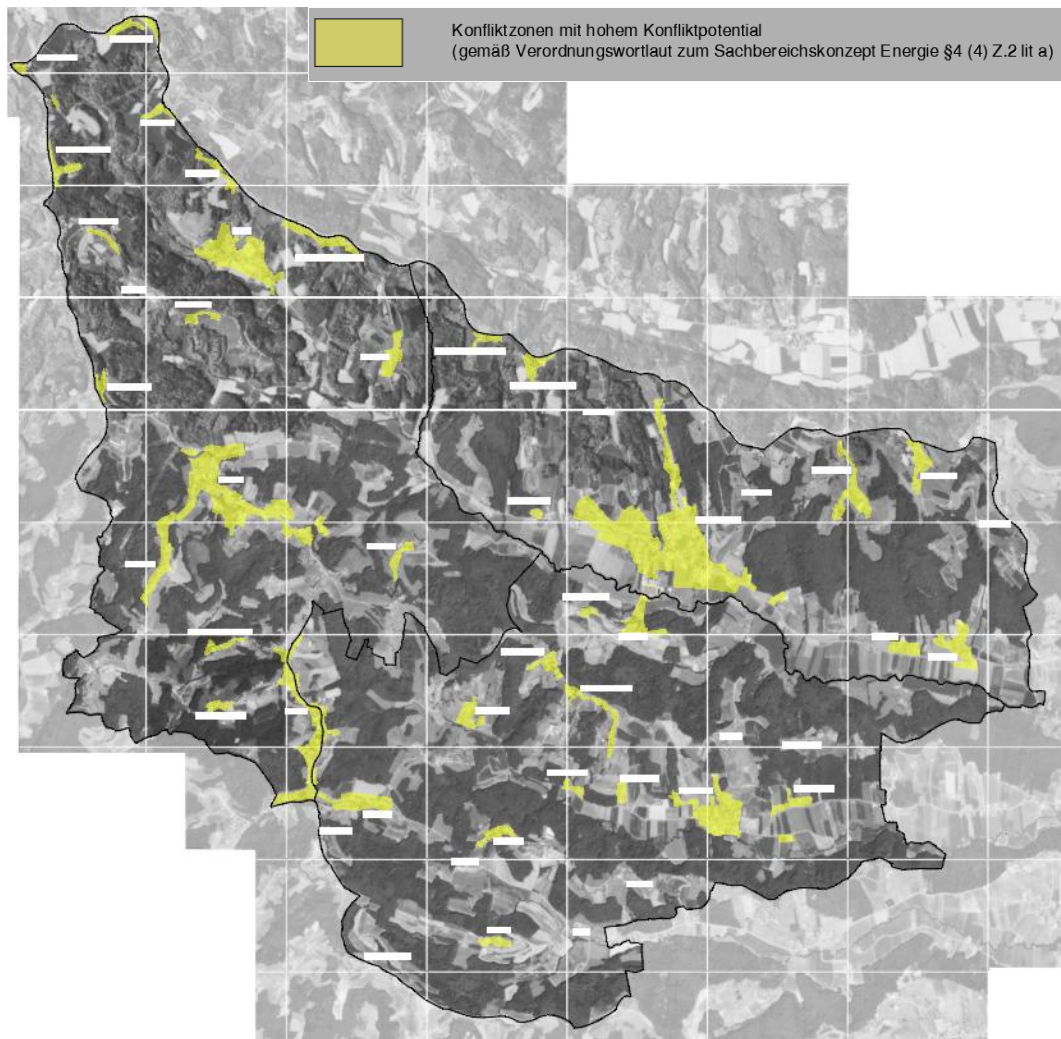 Konfliktzonen mit hohem Konfliktpotential
(gemäß Verordnungswortlaut zum Sachbereichskonzept Energie §4 (4) Z.2 lit a)